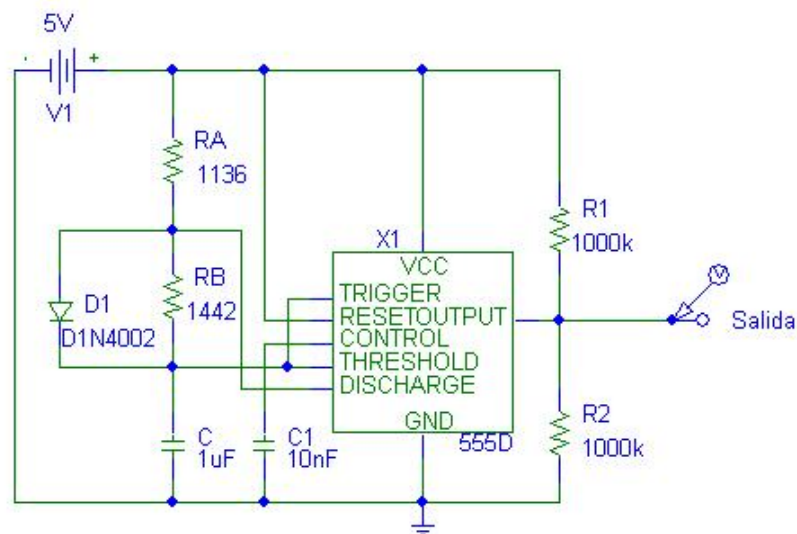 5V
- +
V1
RA
1136
R1
1000k
X1
VCC
D1
D1N4002
RB
1442
TRIGGER
RESETOUTPUT
CONTROL
THRESHOLD
DISCHARGE
GND
555D
V
Salida
C
1uF
C1
10nF
R2
1000k